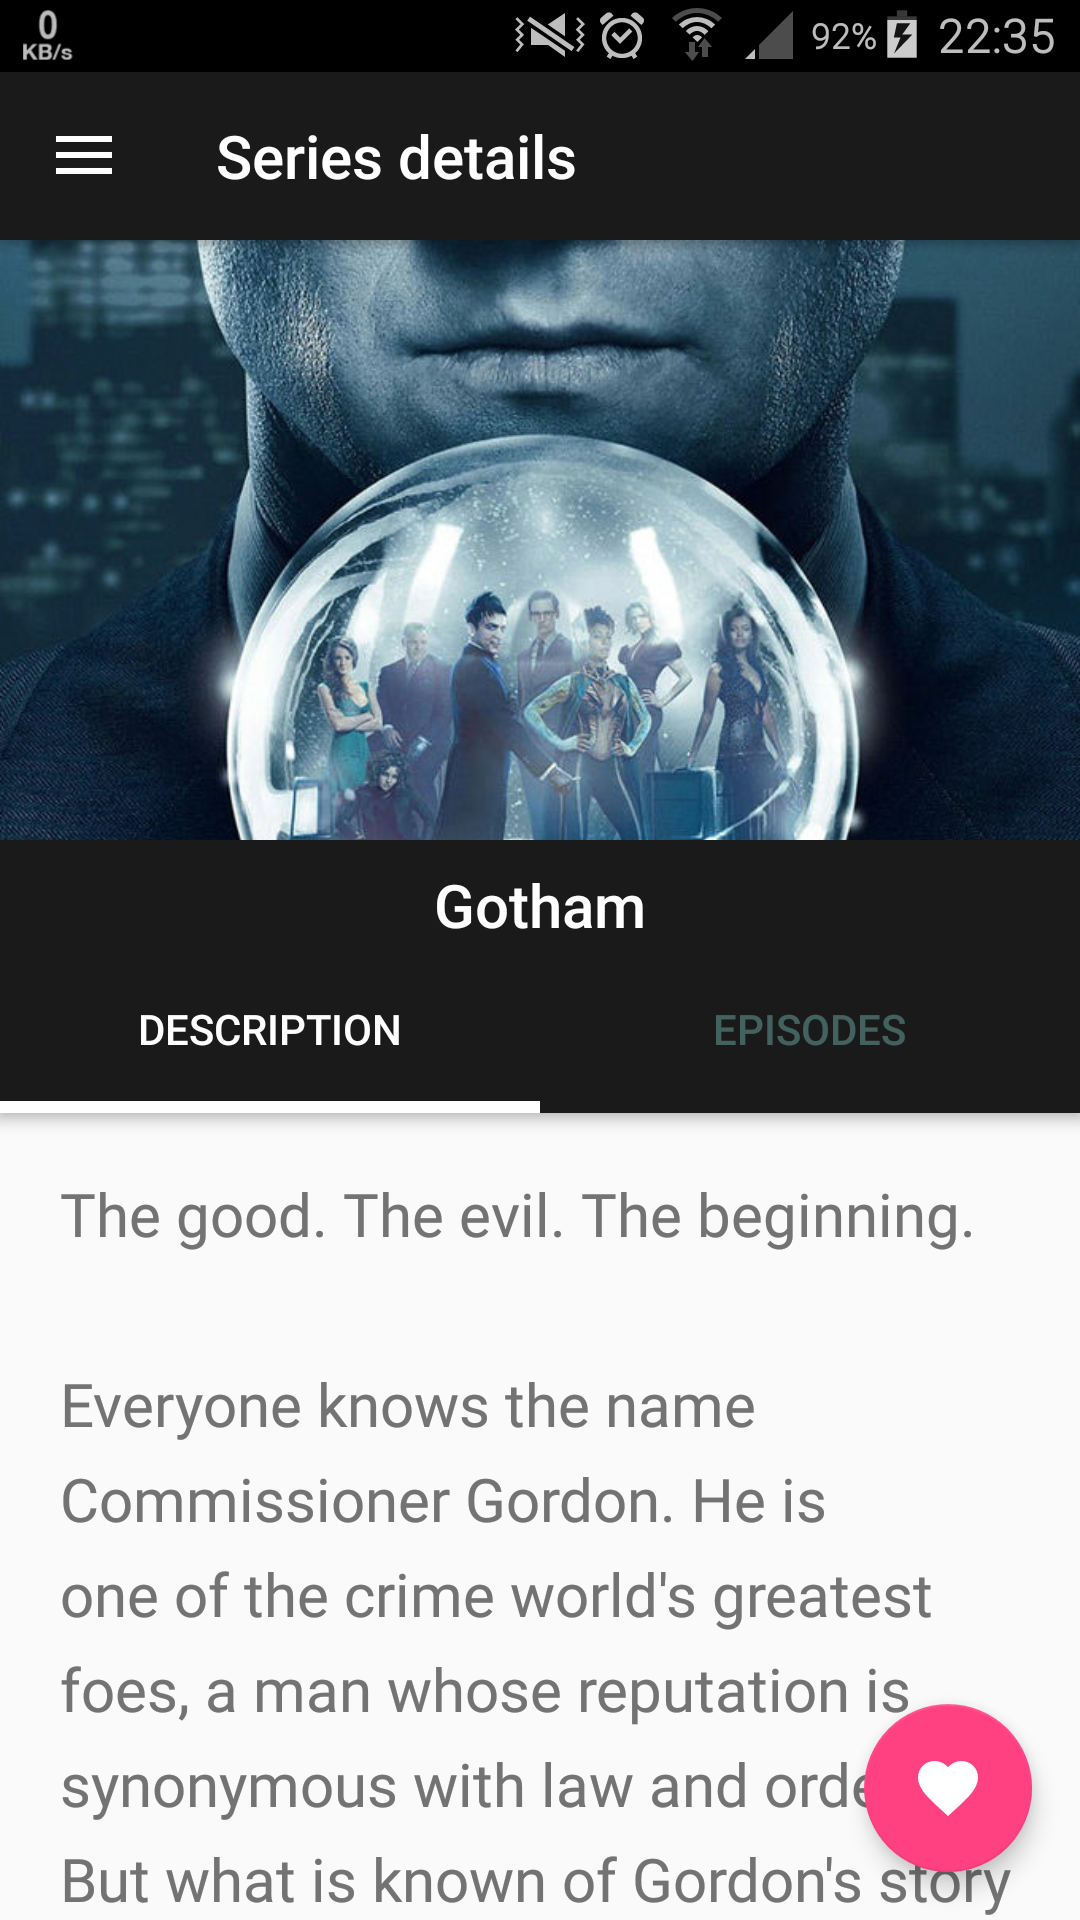 0
KB/s
92%
22:35
Series details
Gotham
DESCRIPTION
EPISODES
The good. The evil. The beginning.
Everyone knows the name
Commissioner Gordon. He is
one of the crime world's greatest
foes, a man whose reputation is
synonymous with law and orde
But what is known of Gordon's story